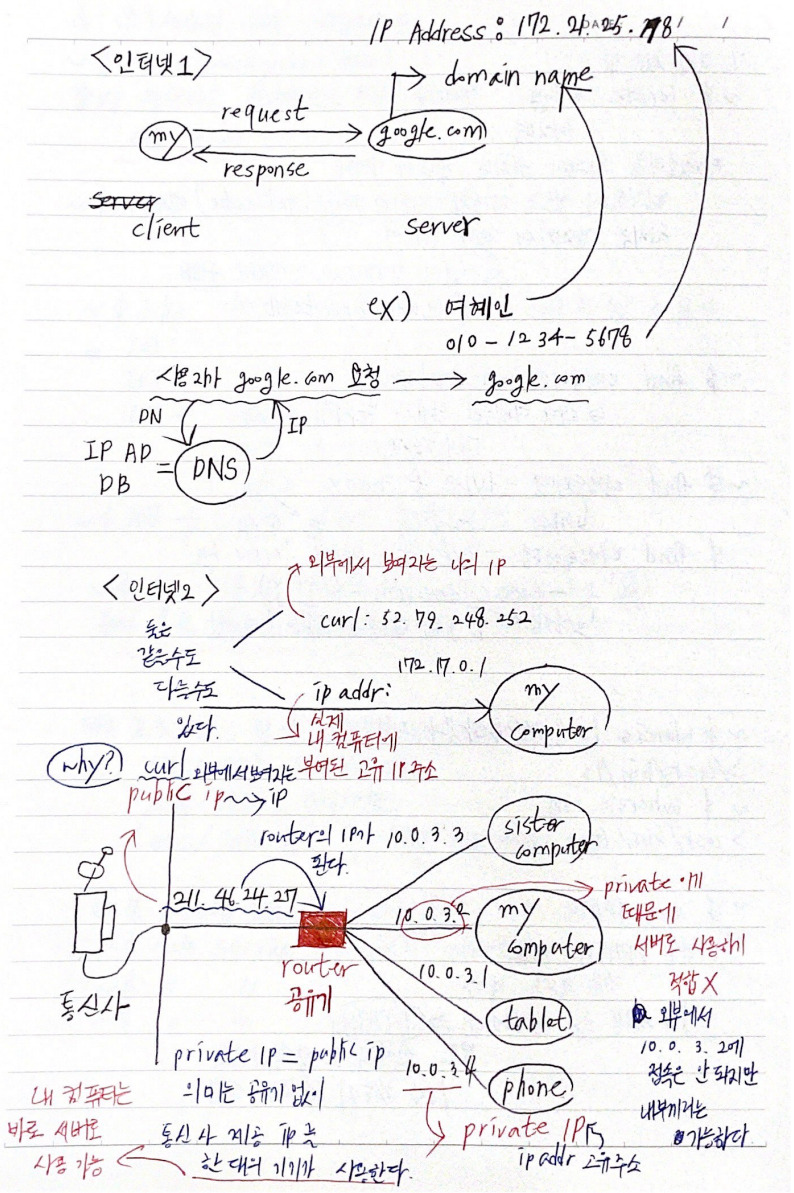 IP Address : 172. 21. 25. 78
<인터넷1>
domain name
request
my
google.com
response
client
server
ex) 여혜인
010 - 1234 - 5678
사용자가 google.com 요청
google.com
DN
IP
IP AD
DB
= DNS
외부에서 보여지는 나의 IP
<인터넷2>
curl : 52. 79. 248. 252
둘은
같을수도
다를수도
있다.
172. 17. 0. 1
ip addr:
my
computer
실제
내 컴퓨터에
부여된 고유 IP 주소
why?
curl 외부에서 보여지는
public ip
ip
router의 IP가
된다.
10. 0. 3. 3
sister
computer
211. 46. 24. 27
10. 0. 3. 2
my
computer
private 이기
때문에
서버로 사용하기
적합 X
router
공유기
10. 0. 3. 1
통신사
tablet
외부에서
10. 0. 3. 2에
접속은 안 되지만
내부끼리는
가능하다
private IP = public ip
의미는 공유기 없이
통신사 제공 ip를
한 대의 기기가 사용한다.
10. 0. 3. 4
phone
내 컴퓨터는
바로 서버로
사용 가능
private IP
ip addr 고유주소